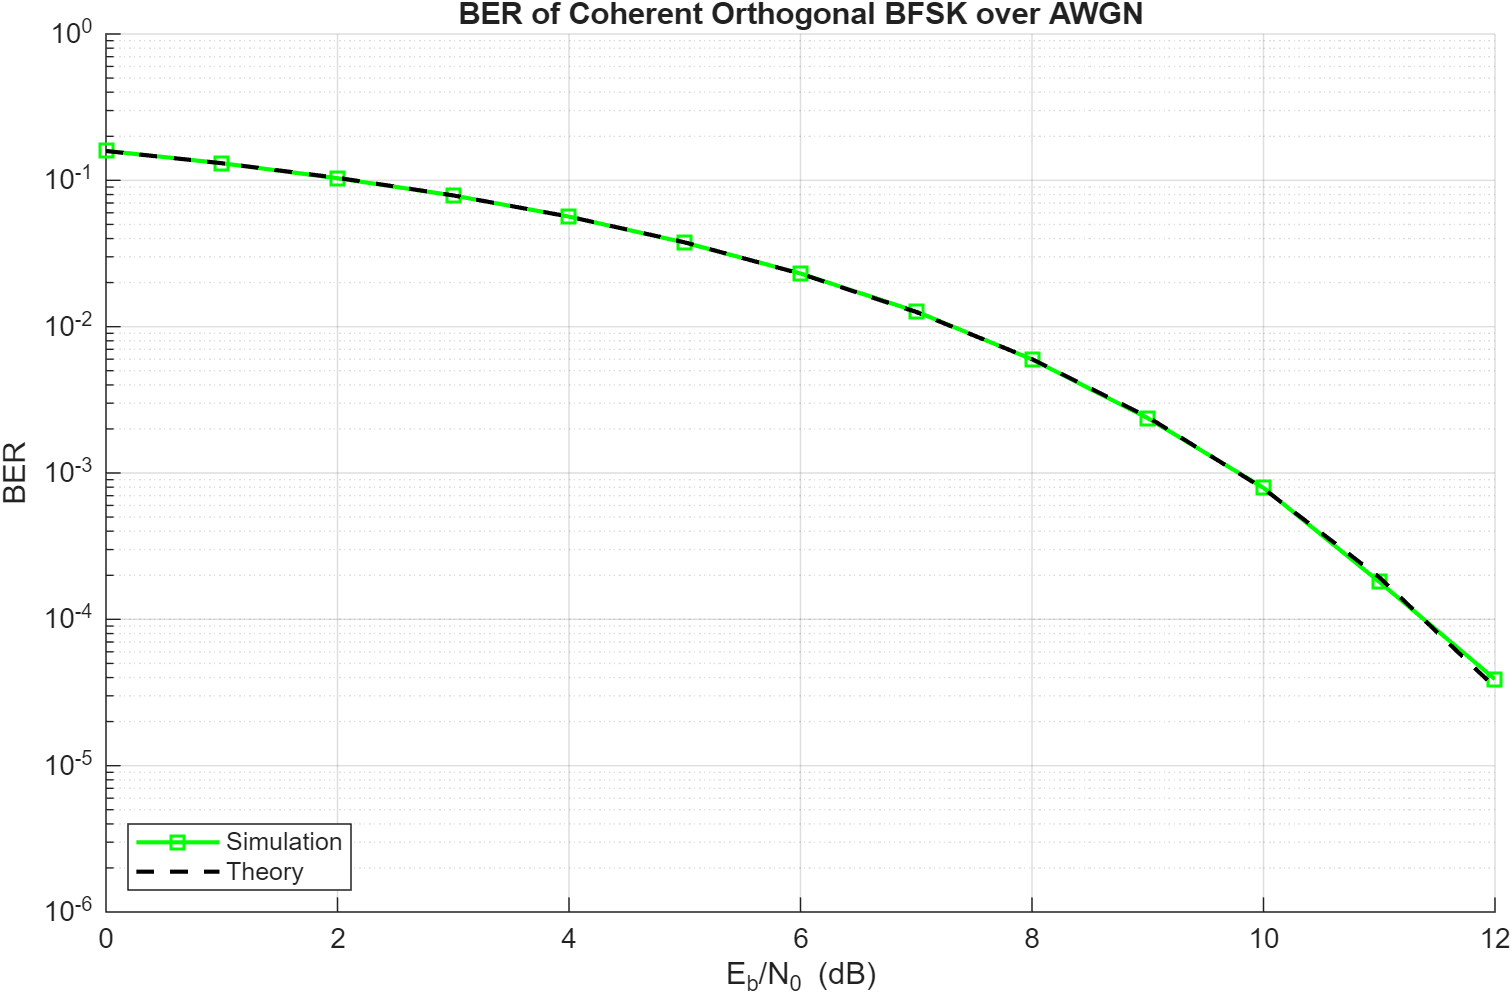 BER of Coherent Orthogonal BFSK over AWGN
10^0
10^-1
10^-2
10^-3
10^-4
10^-5
10^-6
BER
Simulation
Theory
0 2 4 6 8 10 12
E_b/N_0 (dB)